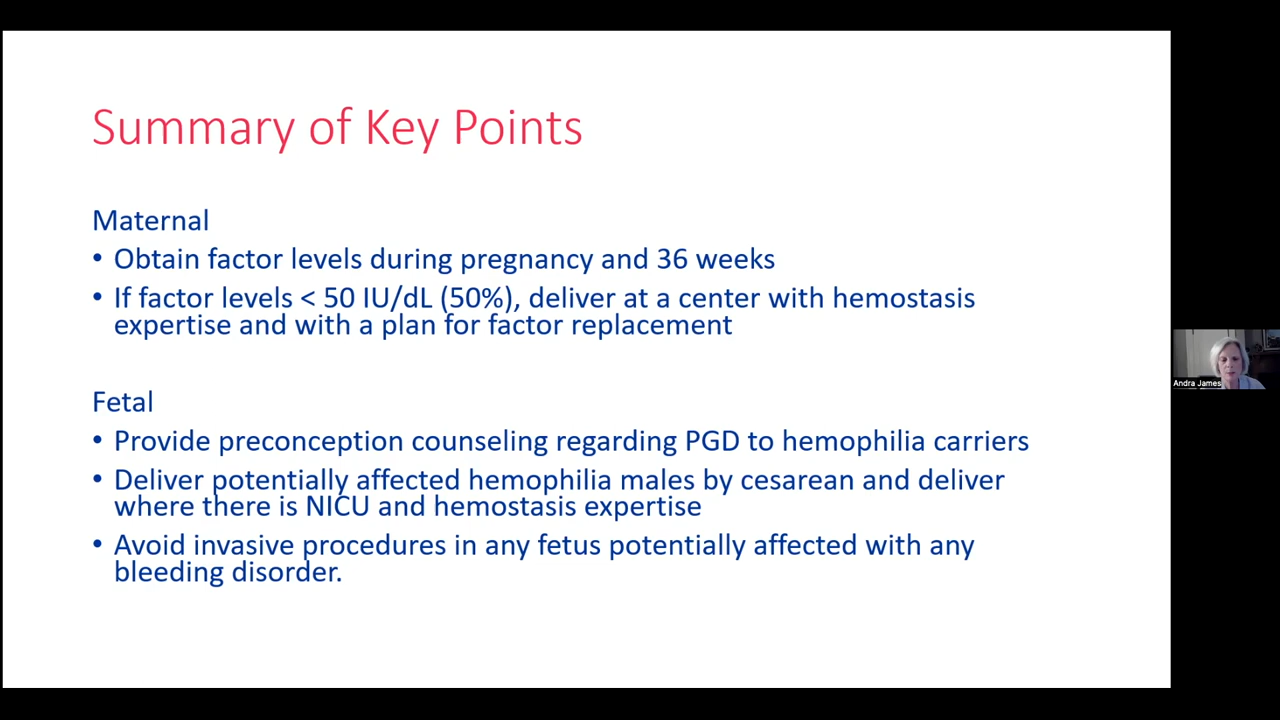 Summary of Key Points
Maternal
• Obtain factor levels during pregnancy and 36 weeks
• If factor levels < 50 IU/dL (50%), deliver at a center with hemostasis
expertise and with a plan for factor replacement
Fetal
• Provide preconception counseling regarding PGD to hemophilia carriers
• Deliver potentially affected hemophilia males by cesarean and deliver
where there is NICU and hemostasis expertise
• Avoid invasive procedures in any fetus potentially affected with any
bleeding disorder.
Andra James